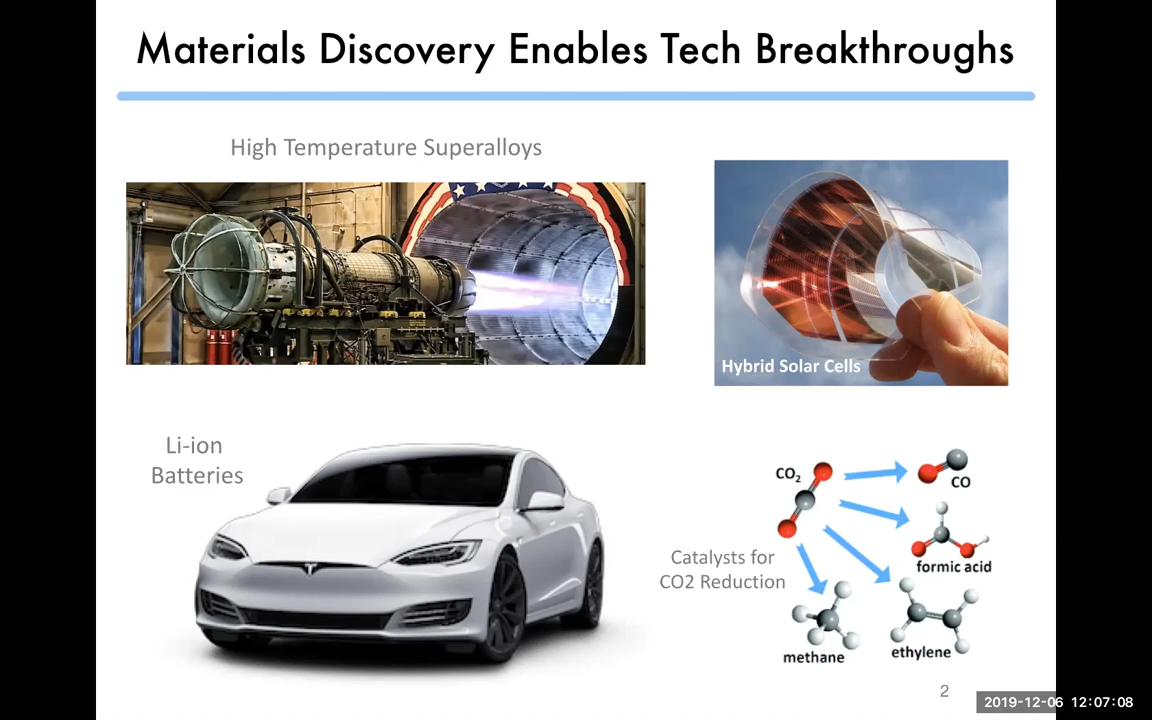 Materials Discovery Enables Tech Breakthroughs
High Temperature Superalloys
Hybrid Solar Cells
Li-ion
Batteries
CO₂
CO
formic acid
Catalysts for
CO2 Reduction
methane
ethylene
2
2019-12-06 12:07:08